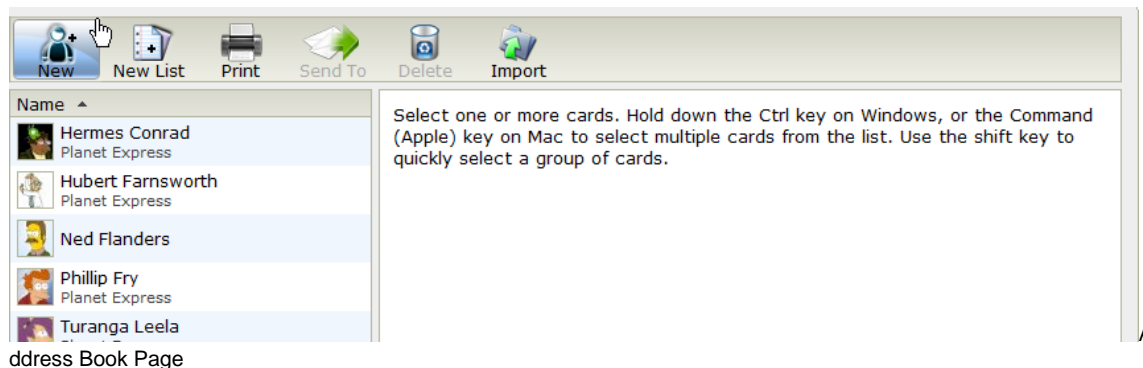 New New List Print Send To Delete Import
Name
Hermes Conrad
Planet Express
Hubert Farnsworth
Planet Express
Ned Flanders
Phillip Fry
Planet Express
Turanga Leela
Select one or more cards. Hold down the Ctrl key on Windows, or the Command
(Apple) key on Mac to select multiple cards from the list. Use the shift key to
quickly select a group of cards.
A
ddress Book Page